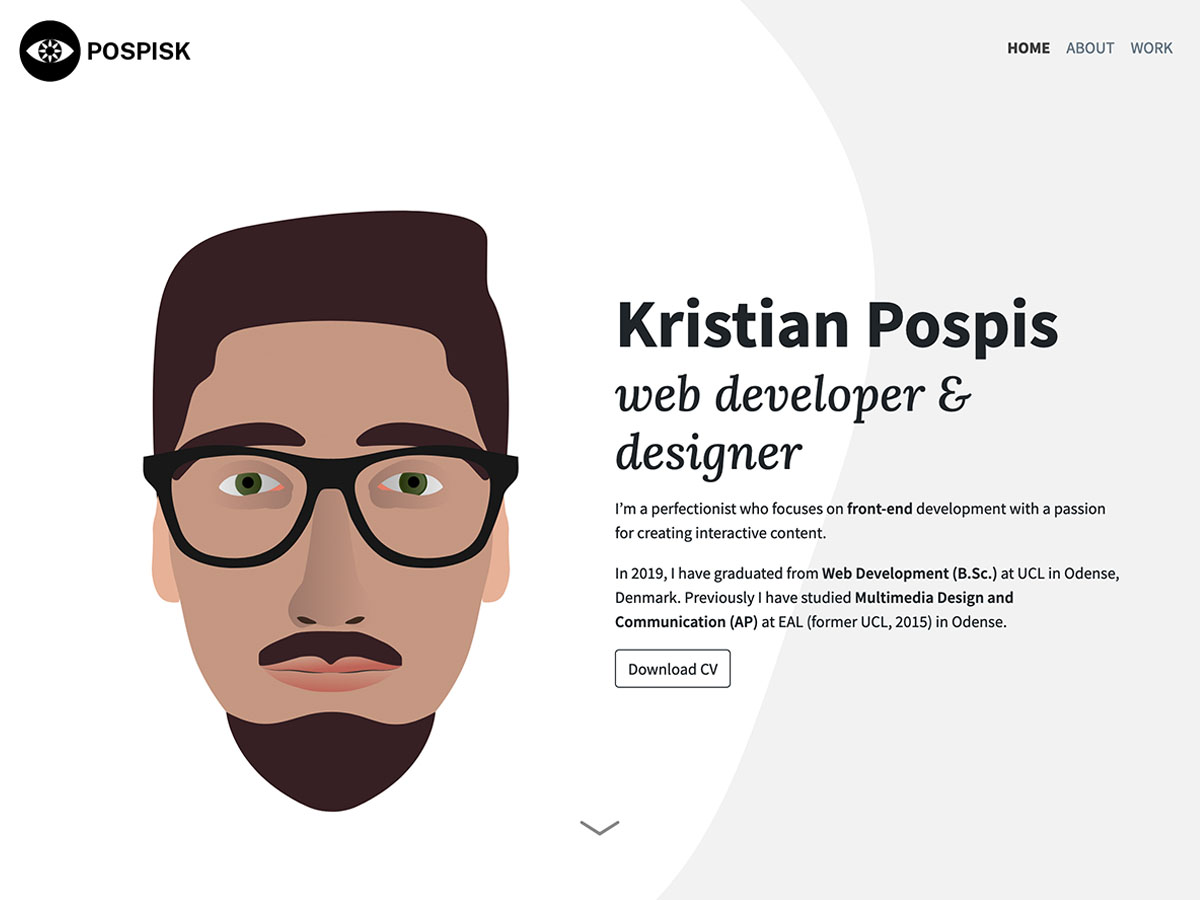 POSPISK
HOME ABOUT WORK
Kristian Pospis
web developer &
designer
I'm a perfectionist who focuses on front-end development with a passion
for creating interactive content.
In 2019, I have graduated from Web Development (B.Sc.) at UCL in Odense,
Denmark. Previously I have studied Multimedia Design and
Communication (AP) at EAL (former UCL, 2015) in Odense.
Download CV